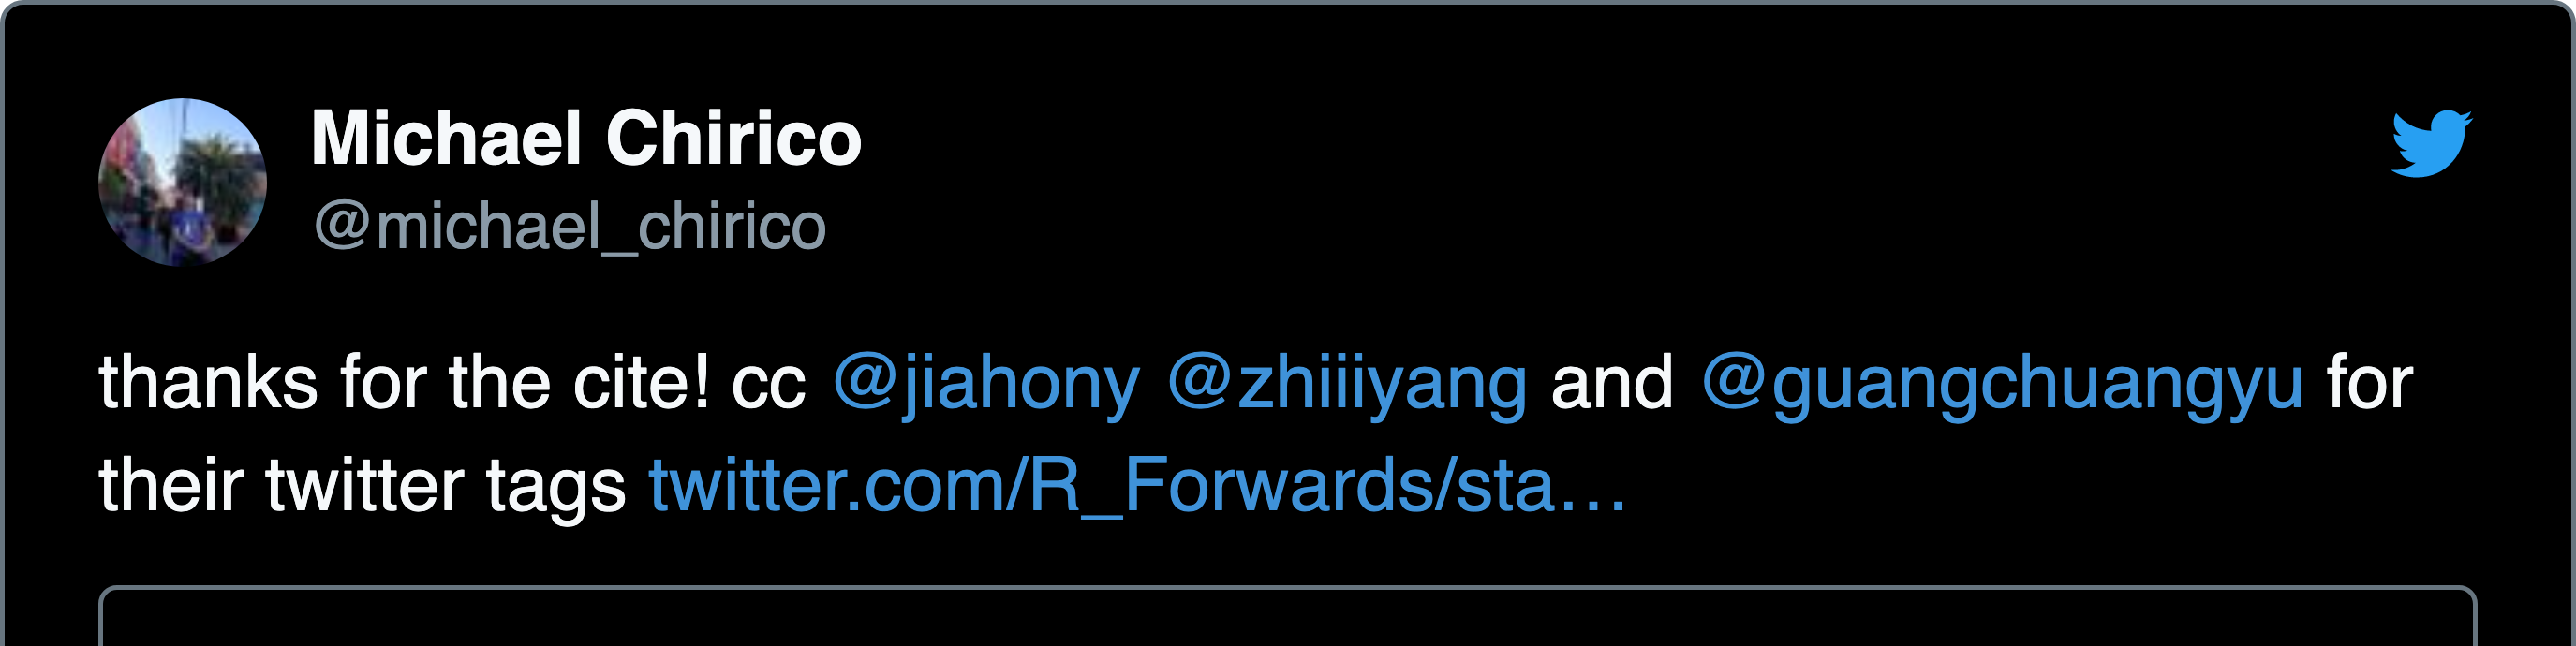 Michael Chirico
@michael_chirico
thanks for the cite! cc @jiahony @zhiiiyang and @guangchuangyu for
their twitter tags twitter.com/R_Forwards/sta…